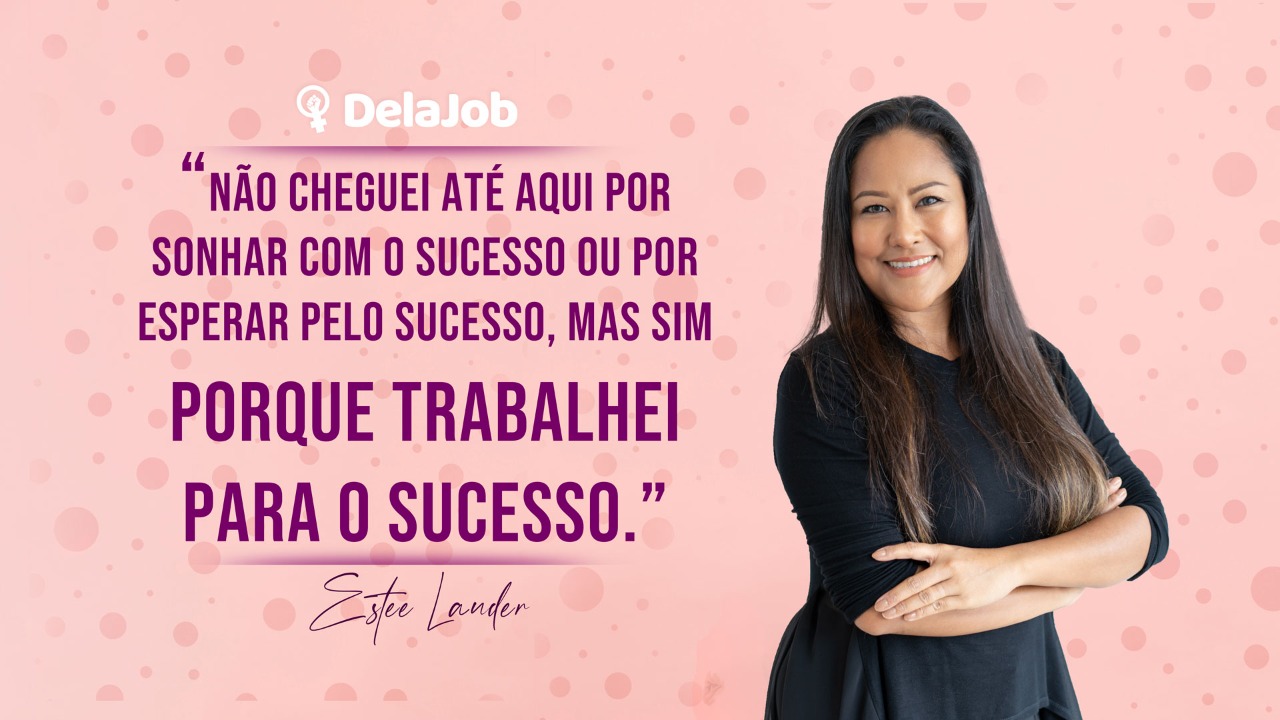 DelaJob
“NÃO CHEGUEI ATÉ AQUI POR
SONHAR COM O SUCESSO OU POR
ESPERAR PELO SUCESSO, MAS SIM
PORQUE TRABALHEI
PARA O SUCESSO.”
Estee Lauder